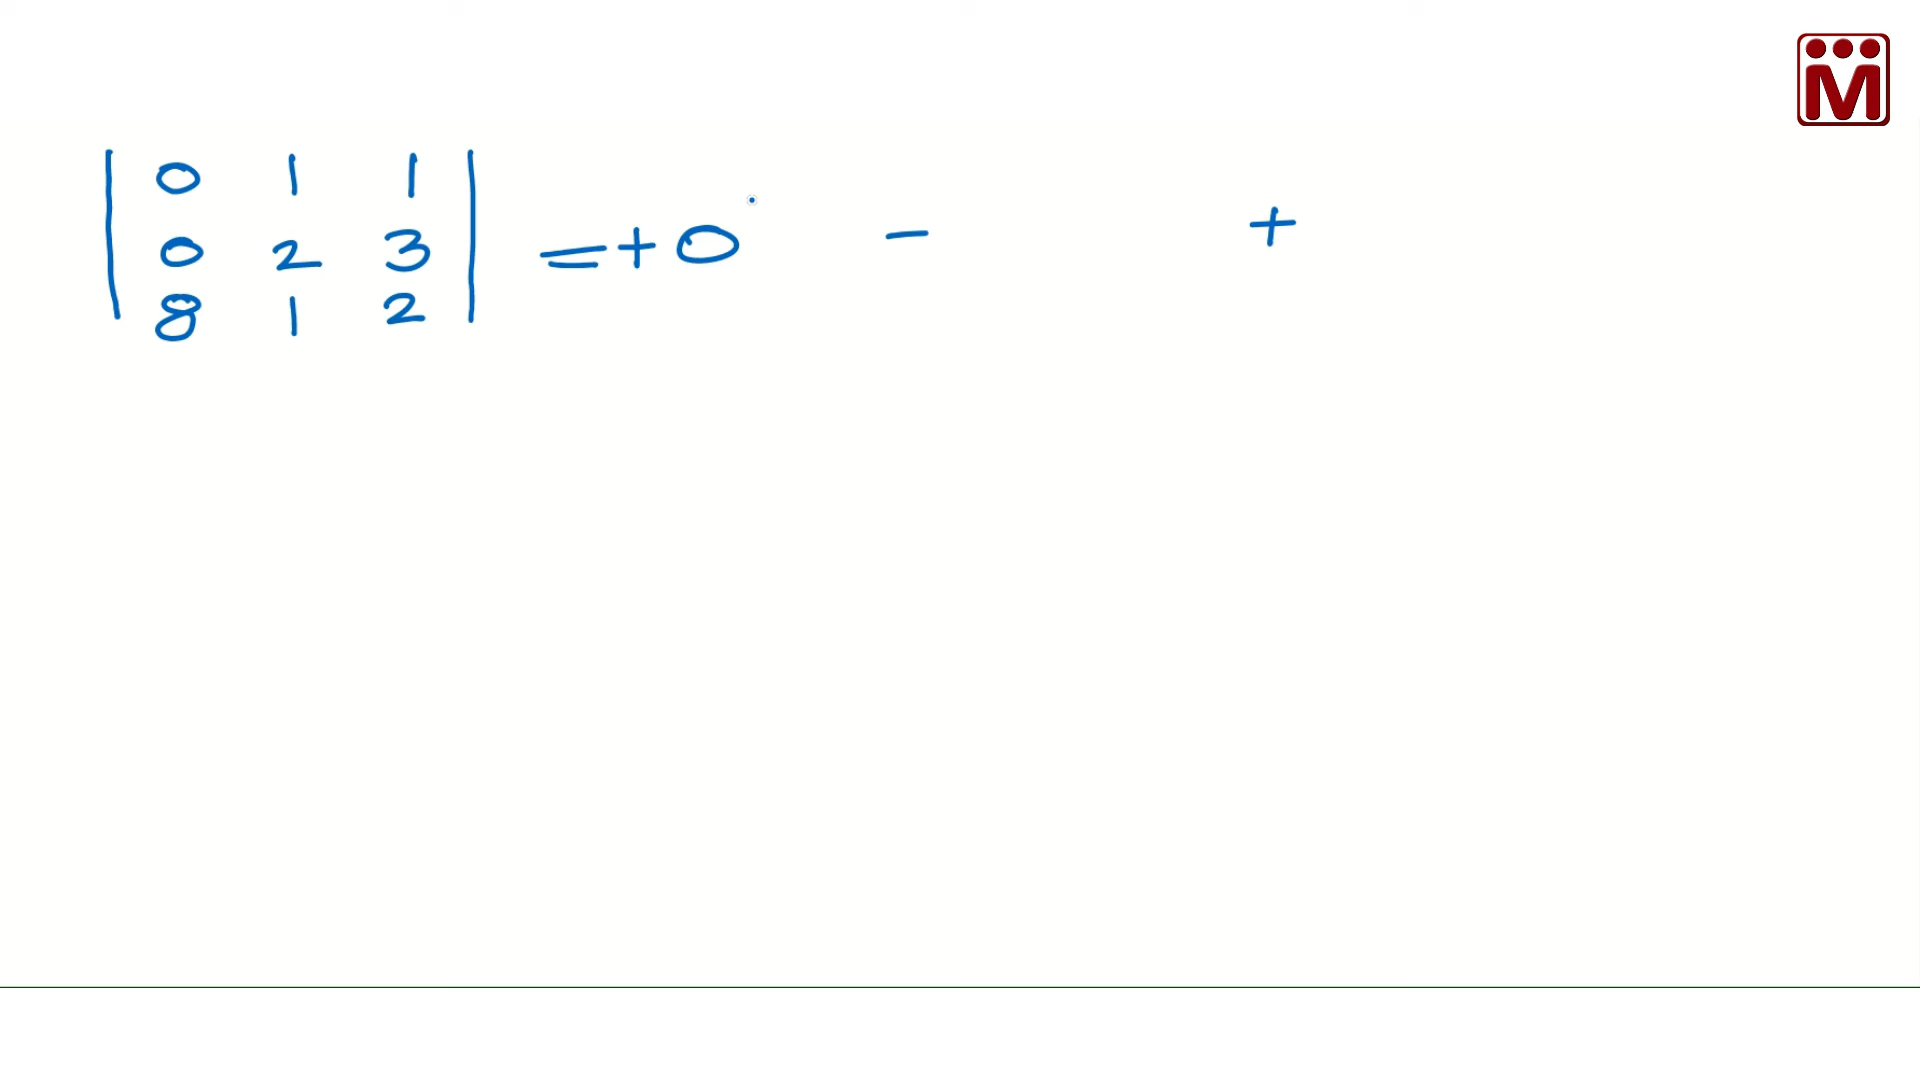 | 0 1 1 |
| 0 2 3 | = + 0 - +
| 8 1 2 |
M